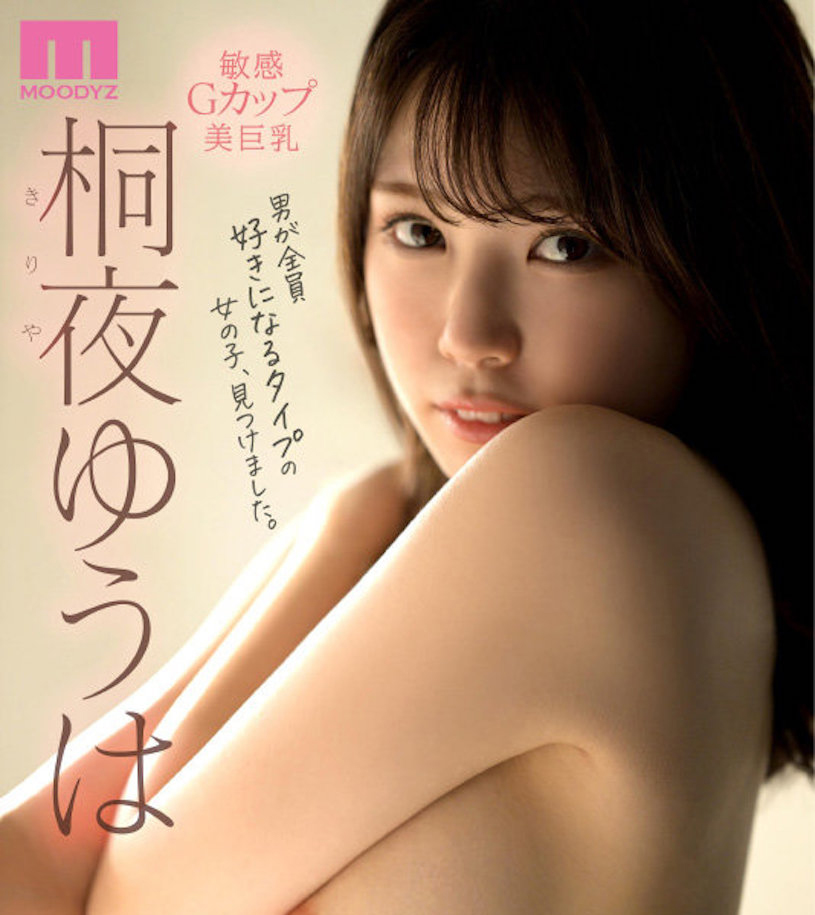 MOODYZ
敏感
Gカップ
美巨乳
桐夜ゆうは
きりや
男が全員
好きになるタイプの
女の子、見つけました。